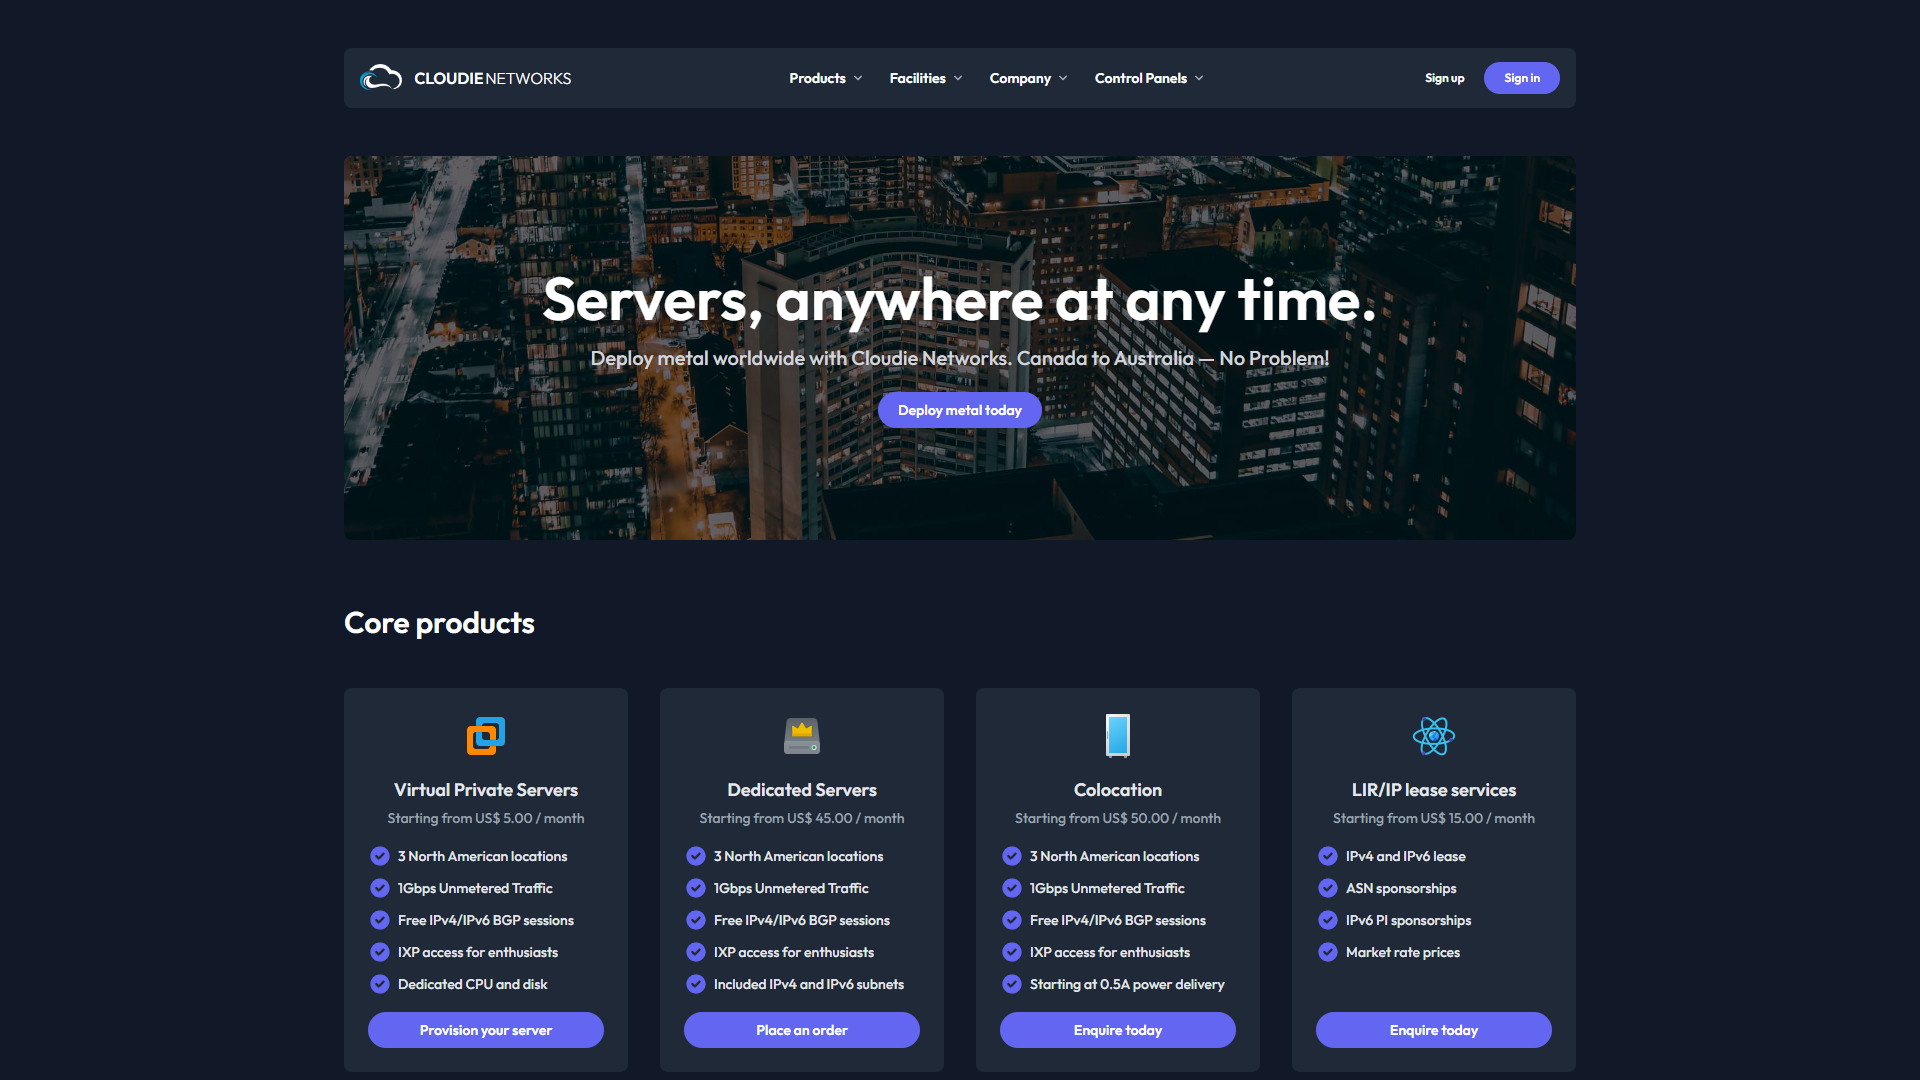 CLOUDIE NETWORKS
Products
Facilities
Company
Control Panels
Sign up
Sign in
Servers, anywhere at any time.
Deploy metal worldwide with Cloudie Networks. Canada to Australia — No Problem!
Deploy metal today
Core products
Virtual Private Servers
Starting from US$ 5.00 / month
3 North American locations
1Gbps Unmetered Traffic
Free IPv4/IPv6 BGP sessions
IXP access for enthusiasts
Dedicated CPU and disk
Provision your server
Dedicated Servers
Starting from US$ 45.00 / month
3 North American locations
1Gbps Unmetered Traffic
Free IPv4/IPv6 BGP sessions
IXP access for enthusiasts
Included IPv4 and IPv6 subnets
Place an order
Colocation
Starting from US$ 50.00 / month
3 North American locations
1Gbps Unmetered Traffic
Free IPv4/IPv6 BGP sessions
IXP access for enthusiasts
Starting at 0.5A power delivery
Enquire today
LIR/IP lease services
Starting from US$ 15.00 / month
IPv4 and IPv6 lease
ASN sponsorships
IPv6 PI sponsorships
Market rate prices
Enquire today